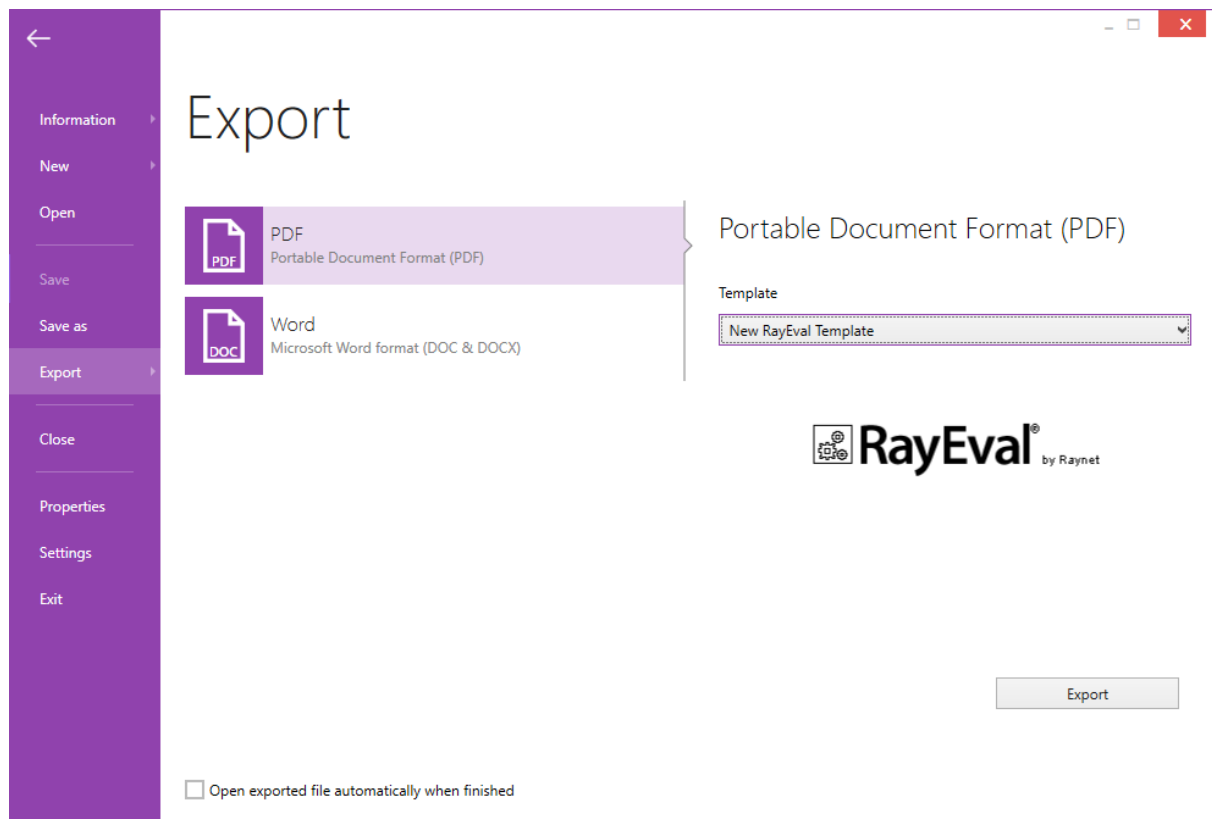 Information
New
Open
Save
Save as
Export
Close
Properties
Settings
Exit
Export
PDF
PDF
Portable Document Format (PDF)
DOC
Word
Microsoft Word format (DOC & DOCX)
Portable Document Format (PDF)
Template
New RayEval Template
RayEval® by Raynet
Export
Open exported file automatically when finished